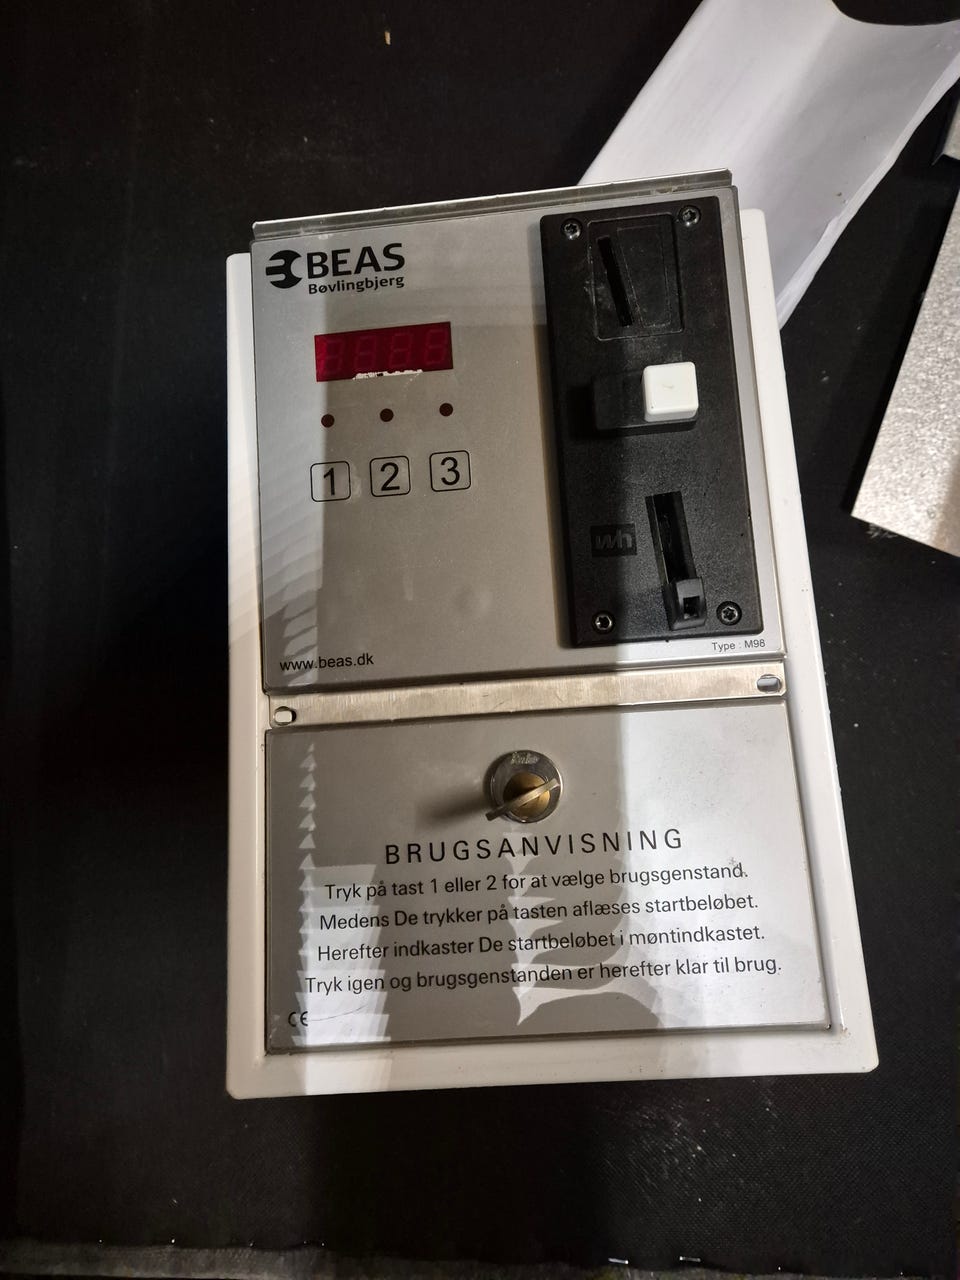 BEAS
Bøvlingbjerg
1 2 3
wh
Type : M98
www.beas.dk
BRUGSANVISNING
Tryk på tast 1 eller 2 for at vælge brugsgenstand.
Medens De trykker på tasten aflæses startbeløbet.
Herefter indkaster De startbeløbet i møntindkastet.
Tryk igen og brugsgenstanden er herefter klar til brug.
CE